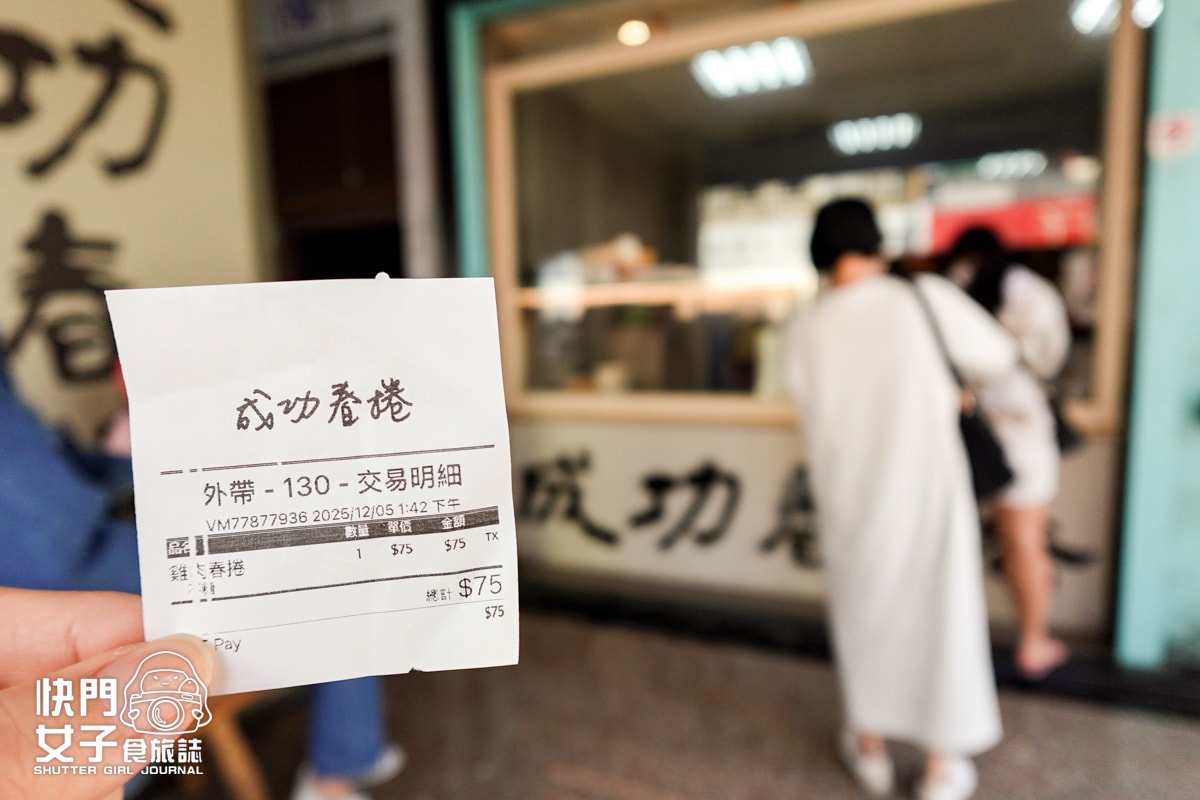 功
春
成功春捲
外帶 - 130 - 交易明細
VM77877936 2025/12/05 1:42 下午
品名 數量 單價 金額
雞肉春捲 1 $75 $75 TX
總計 $75
$75
Pay
成功春
快門
女子食旅誌
SHUTTER GIRL JOURNAL